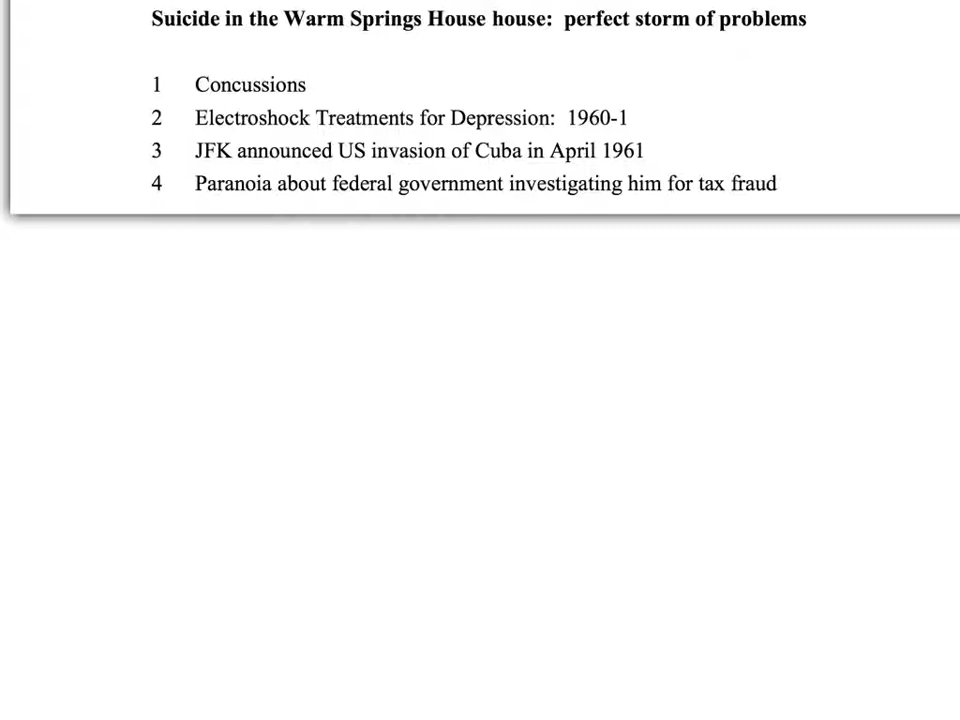 Suicide in the Warm Springs House house:  perfect storm of problems
1 Concussions
2 Electroshock Treatments for Depression:  1960-1
3 JFK announced US invasion of Cuba in April 1961
4 Paranoia about federal government investigating him for tax fraud